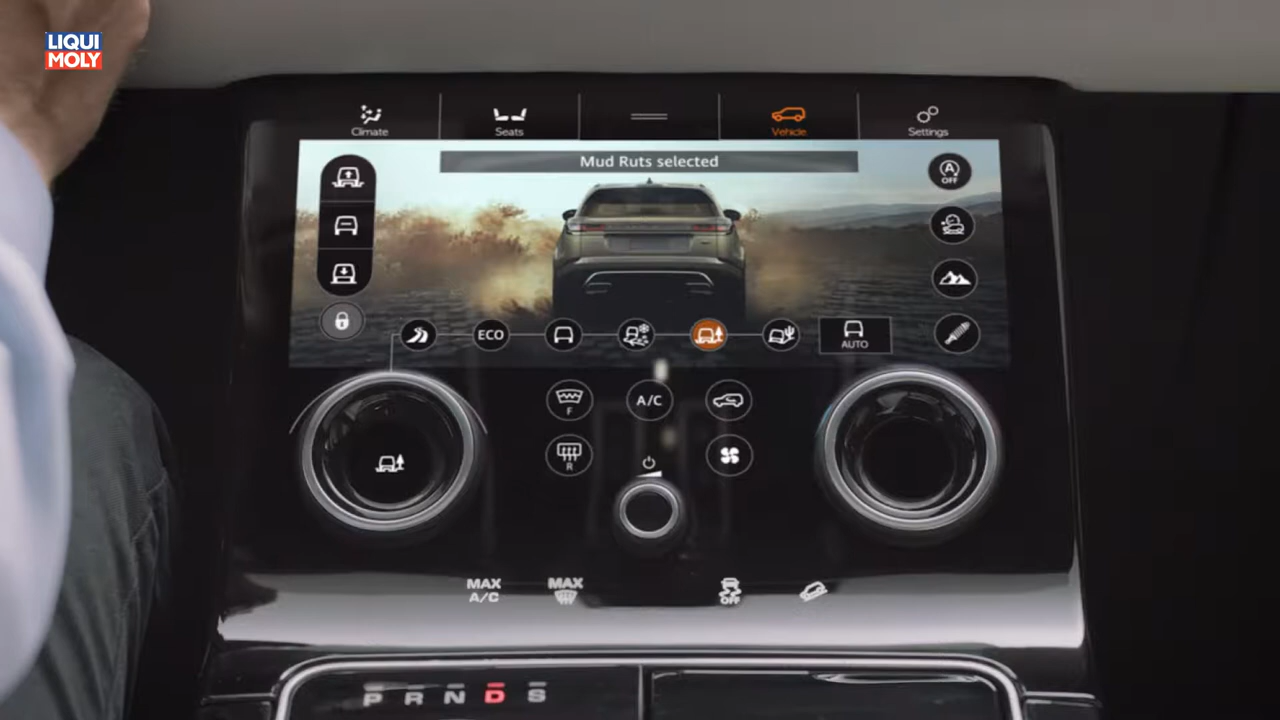 LIQUI
MOLY
Climate
Seats
Vehicle
Settings
Mud Ruts selected
A
OFF
ECO
AUTO
F
A/C
R
MAX
A/C
MAX
OFF
P R N D S